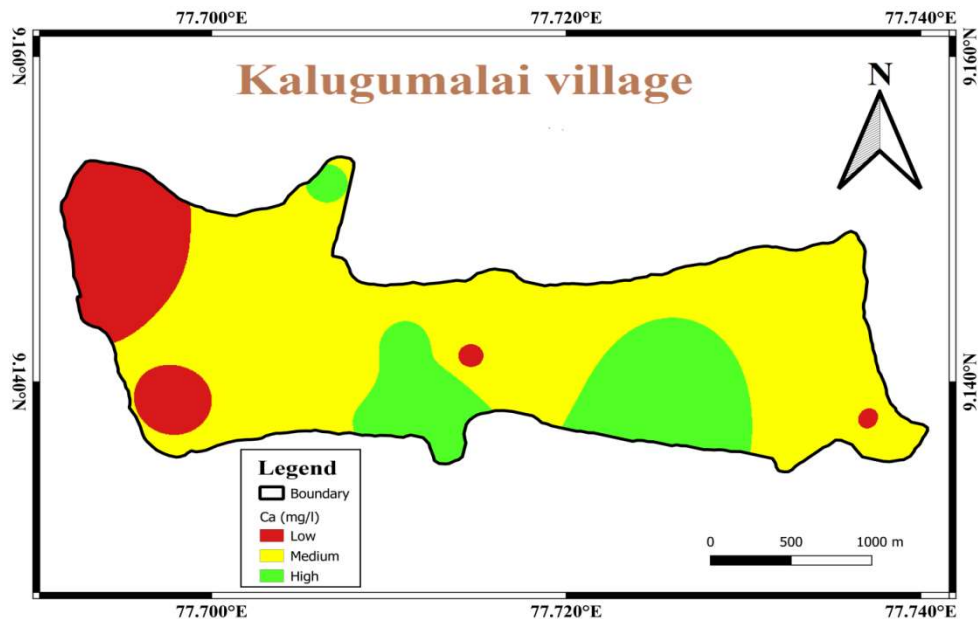 77.700°E 77.720°E 77.740°E
9.160°N 9.160°N
Kalugumalai village
N
9.140°N 9.140°N
Legend
Boundary
Ca (mg/l)
Low
Medium
High
0 500 1000 m
77.700°E 77.720°E 77.740°E